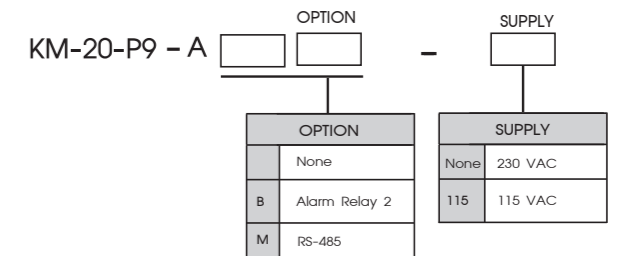 OPTION
SUPPLY
KM-20-P9 - A
-
OPTION
None
B Alarm Relay 2
M RS-485
SUPPLY
None 230 VAC
115 115 VAC